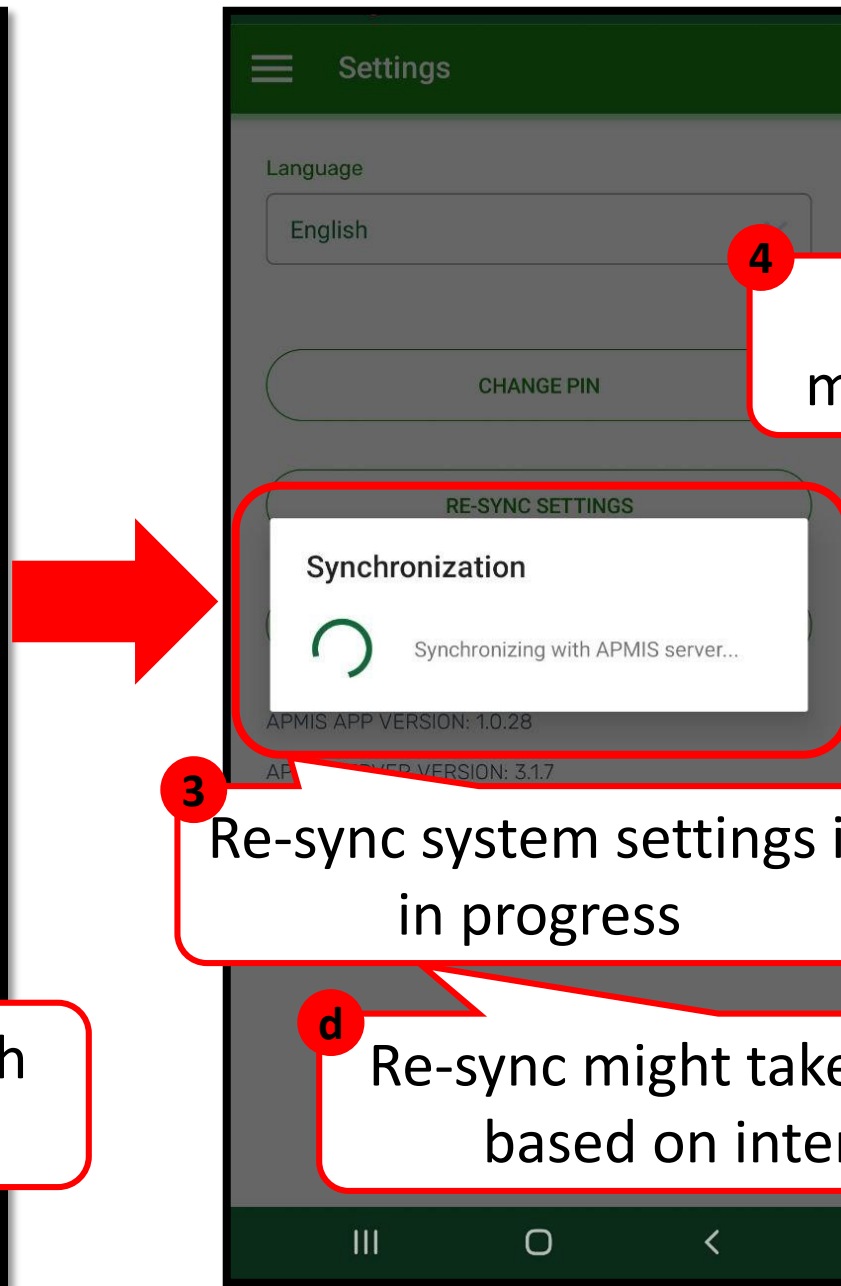 Settings
Language
English
4
CHANGE PIN
RE-SYNC SETTINGS
Synchronization
Synchronizing with APMIS server...
APMIS APP VERSION: 1.0.28
VERSION: 3.1.7
3
Re-sync system settings
in progress
d
Re-sync might take
based on